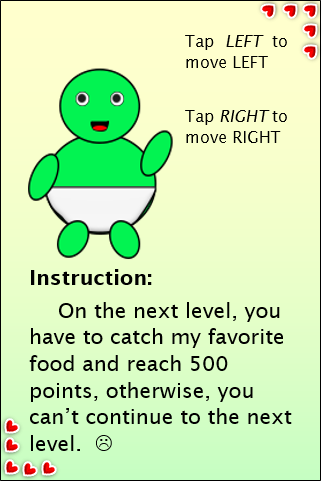 Tap LEFT to
move LEFT
Tap RIGHT to
move RIGHT
Instruction:
On the next level, you
have to catch my favorite
food and reach 500
points, otherwise, you
can't continue to the next
level. ☹